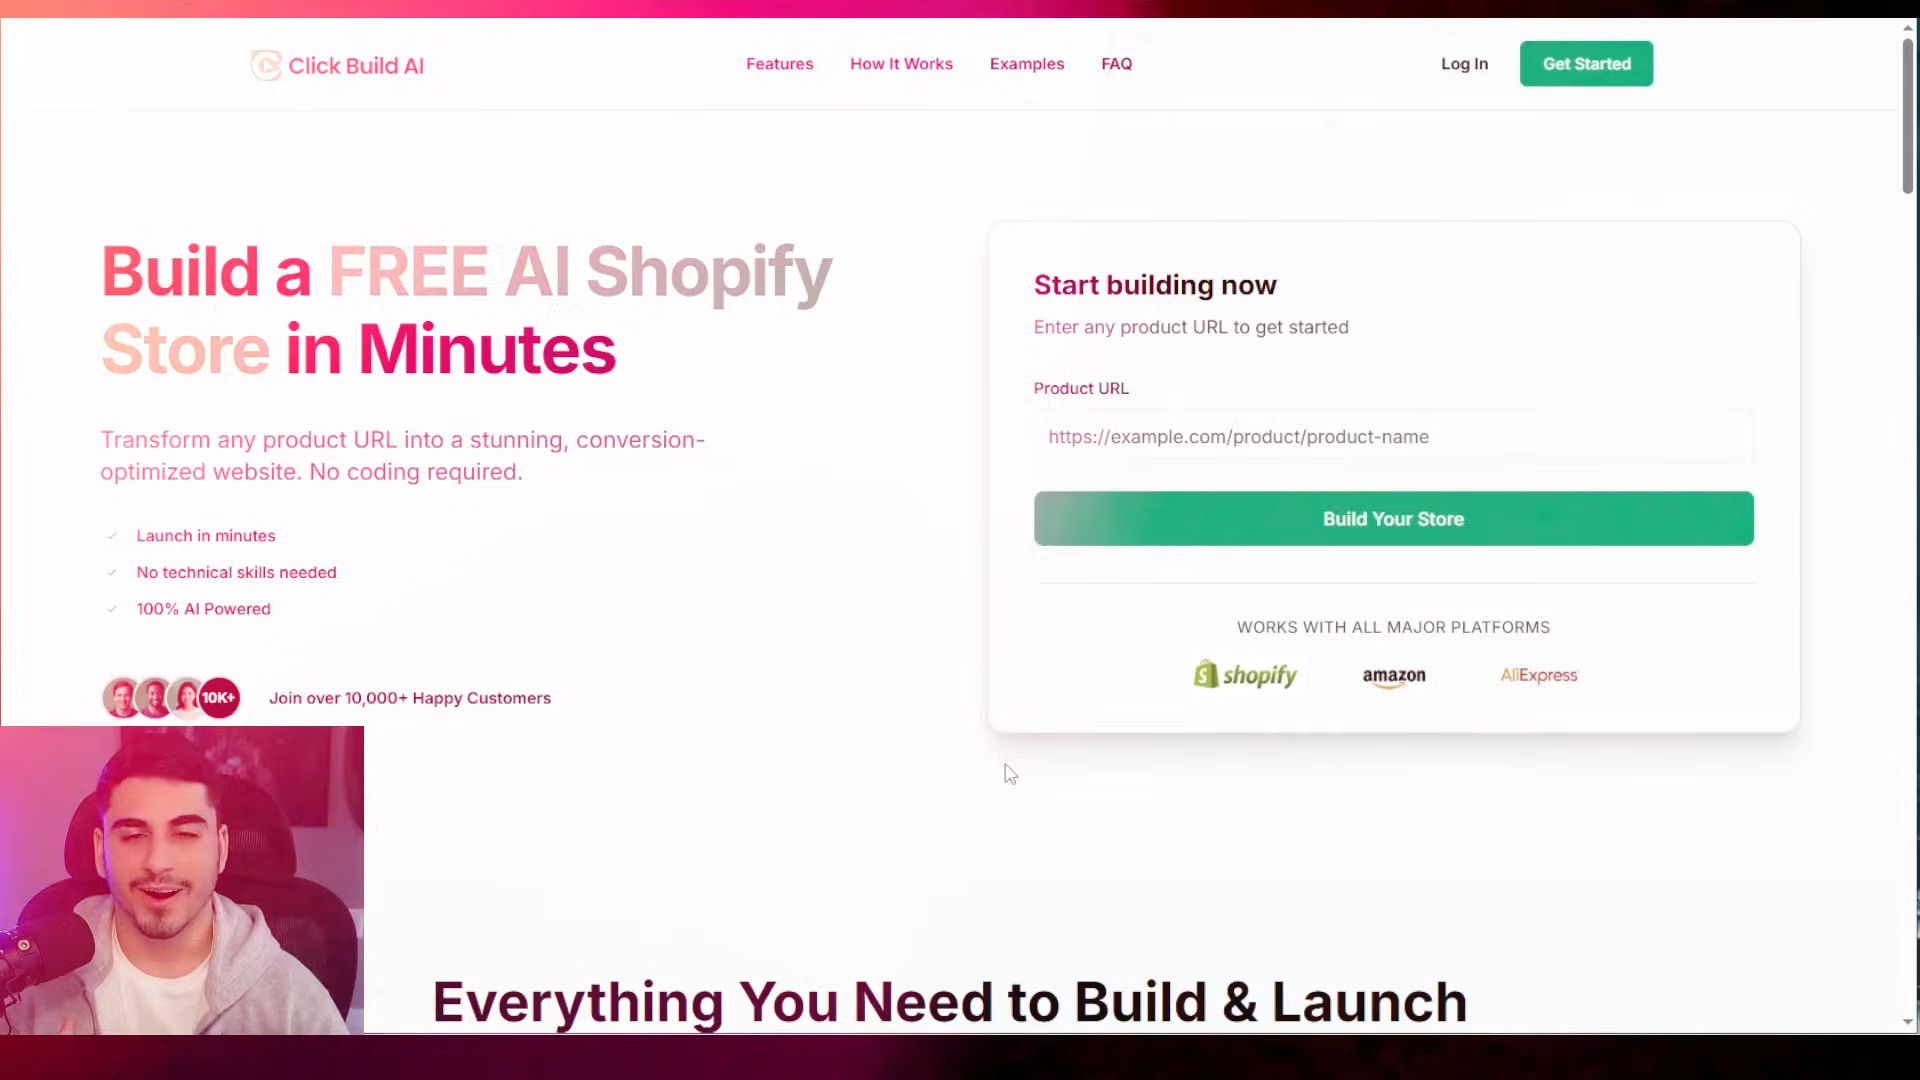 Click Build AI
Features
How It Works
Examples
FAQ
Log In
Get Started
Build a FREE AI Shopify
Store in Minutes
Transform any product URL into a stunning, conversion-
optimized website. No coding required.
Launch in minutes
No technical skills needed
100% AI Powered
10K+
Join over 10,000+ Happy Customers
Start building now
Enter any product URL to get started
Product URL
https://example.com/product/product-name
Build Your Store
WORKS WITH ALL MAJOR PLATFORMS
shopify
amazon
AliExpress
Everything You Need to Build & Launch